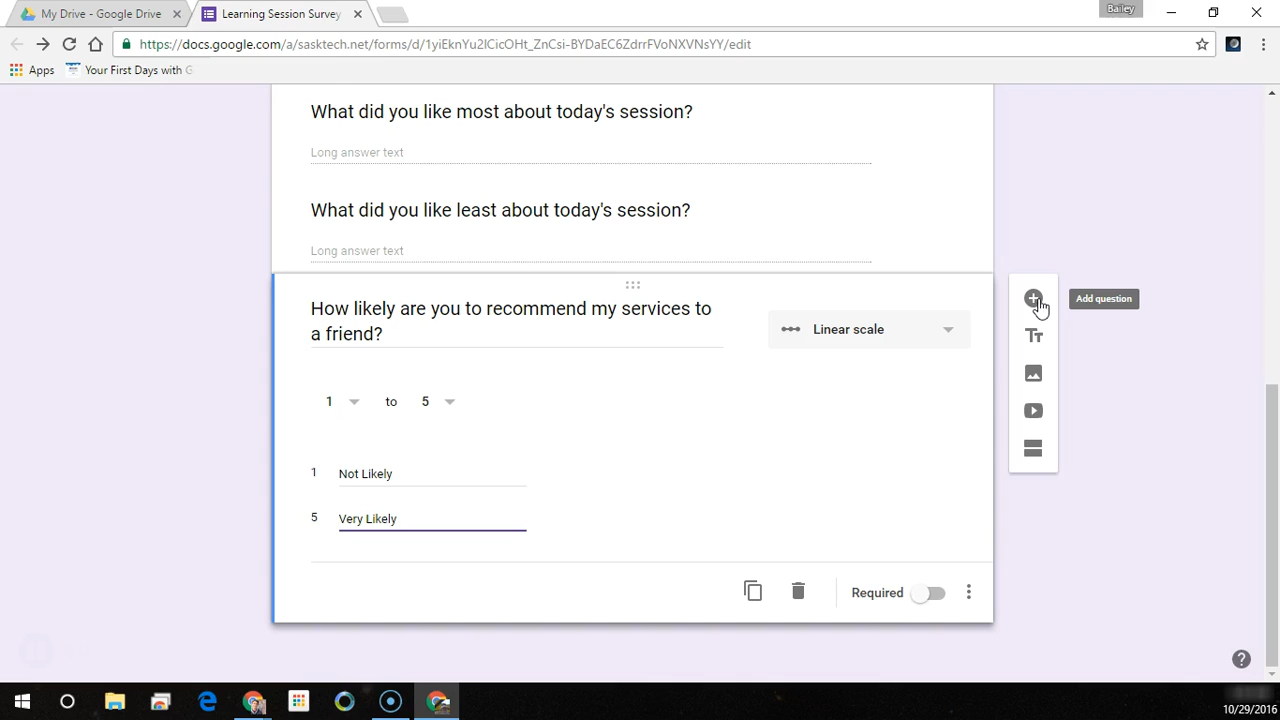 My Drive - Google Drive
Learning Session Survey
Bailey
https://docs.google.com/a/sasktech.net/forms/d/1yiEknYu2ICicOHt_ZnCsi-BYDaEC6ZdrrFVoNXVNsYY/edit
Apps
Your First Days with G
What did you like most about today's session?
Long answer text
What did you like least about today's session?
Long answer text
How likely are you to recommend my services to
a friend?
Linear scale
Add question
Tт
1 to 5
1 Not Likely
5 Very Likely
Required
10/29/2016